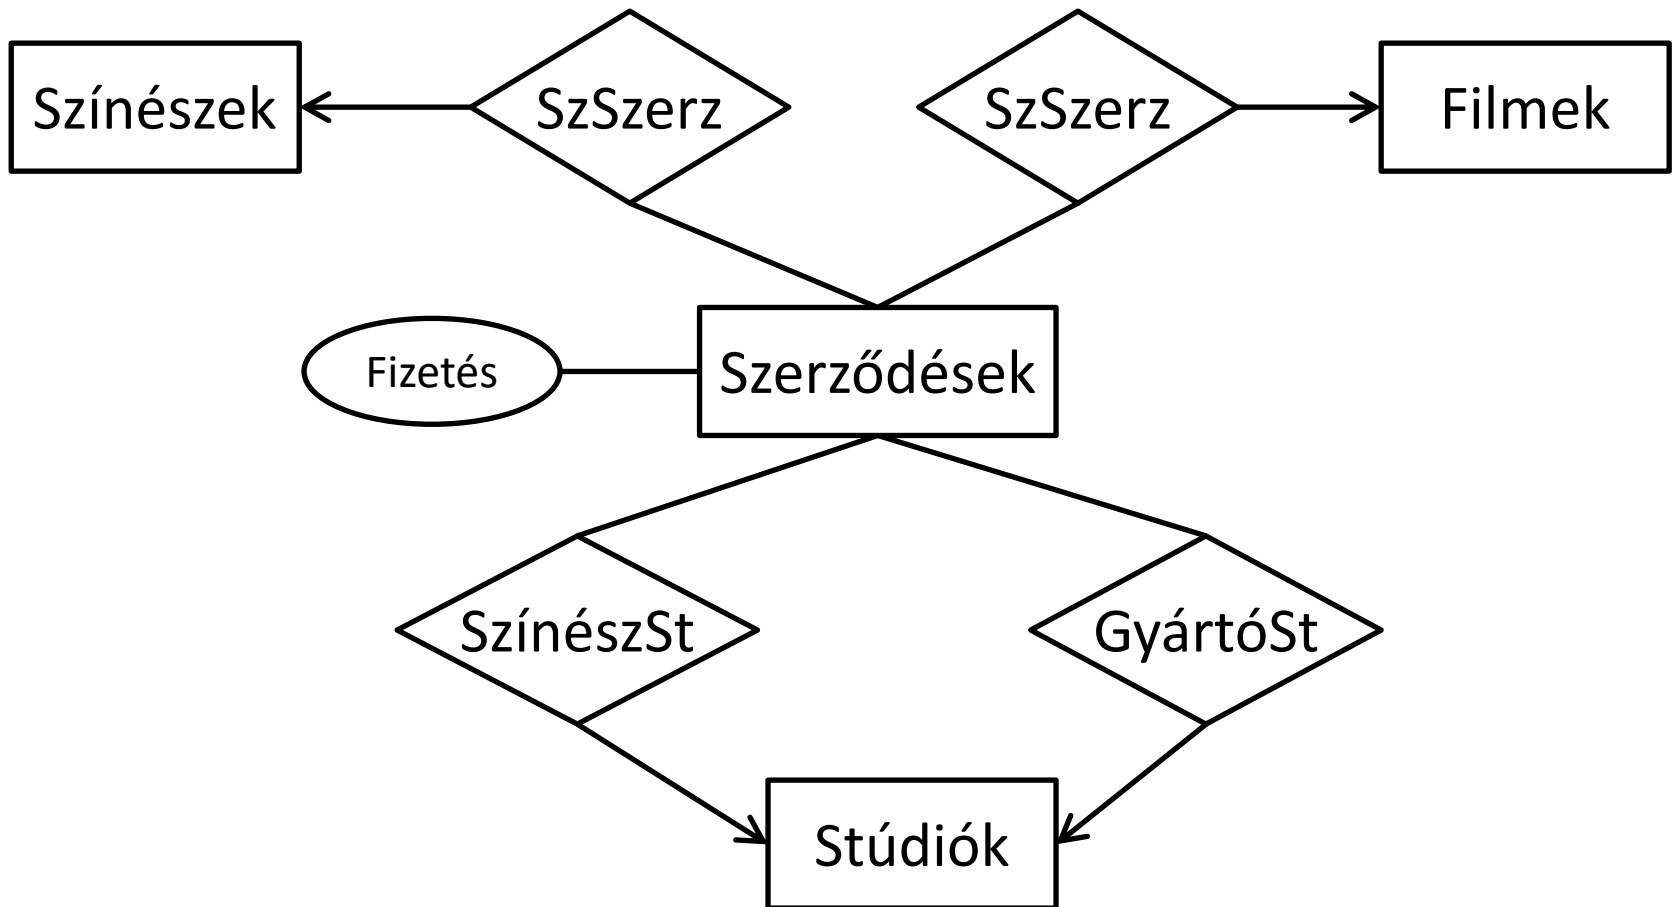 Színészek
SzSzerz
SzSzerz
Filmek
Fizetés
Szerződések
SzínészSt
GyártóSt
Stúdiók